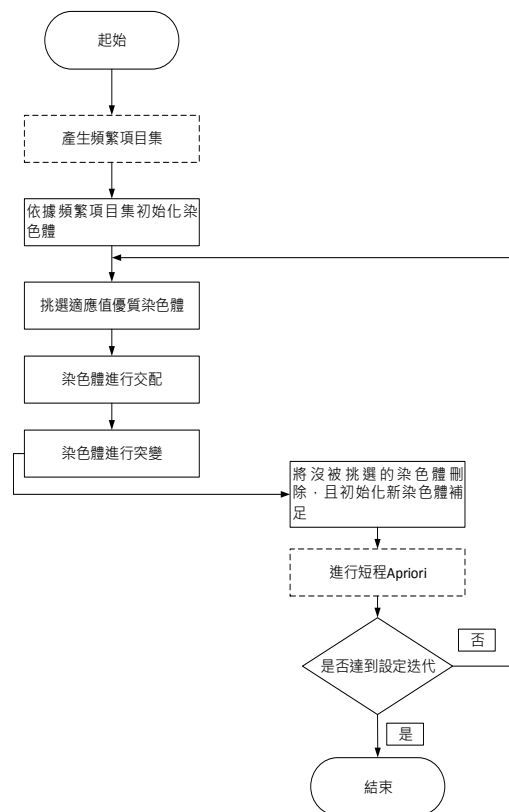 起始
產生頻繁項目集
依據頻繁項目集初始化染
色體
挑選適應值優質染色體
染色體進行交配
染色體進行突變
將沒被挑選的染色體刪
除，且初始化新染色體補
足
進行短程Apriori
是否達到設定迭代
否
是
結束